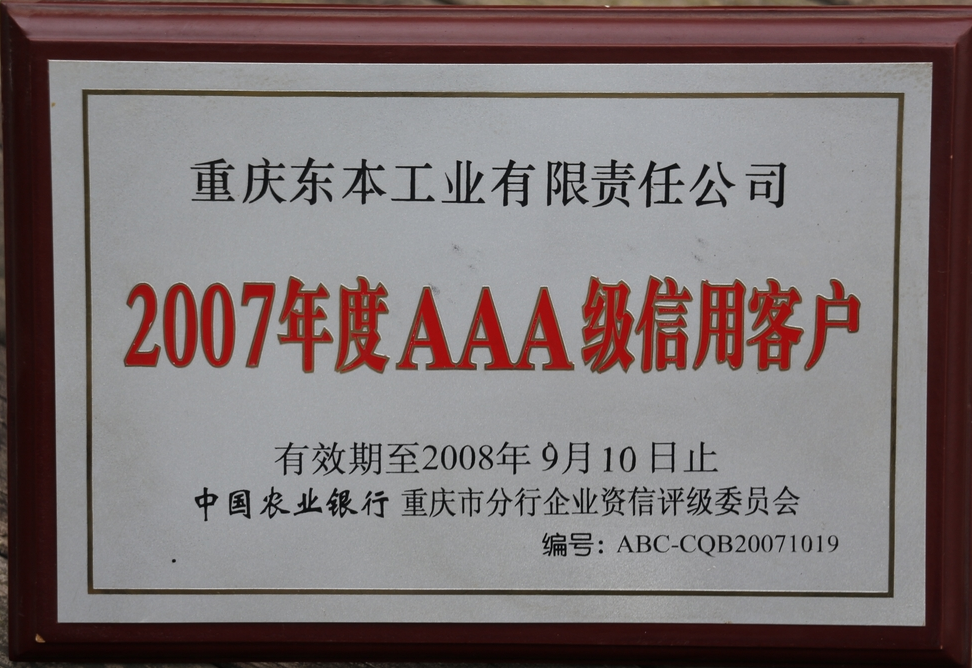 重庆东本工业有限责任公司
2007年度AAA级信用客户
有效期至2008年9月10日止
中国农业银行 重庆市分行企业资信评级委员会
编号：ABC-CQB20071019